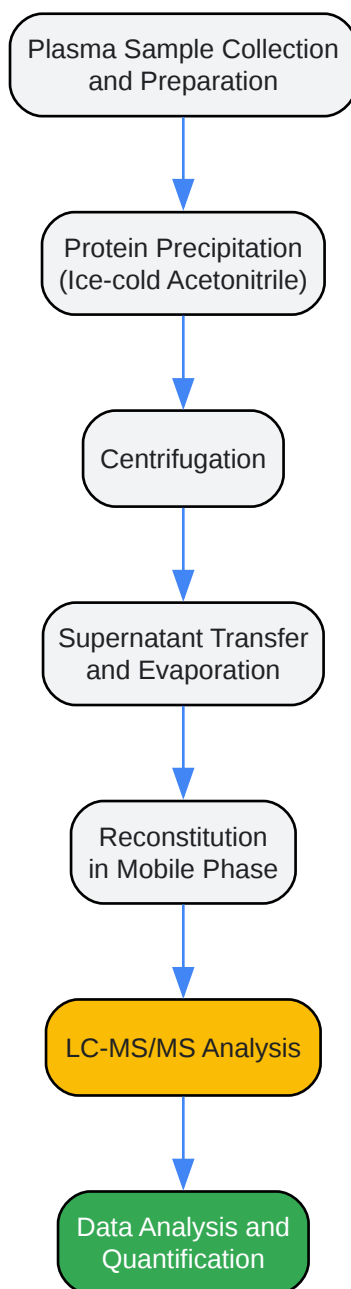 Plasma Sample Collection
and Preparation
Protein Precipitation
(Ice-cold Acetonitrile)
Centrifugation
Supernatant Transfer
and Evaporation
Reconstitution
in Mobile Phase
LC-MS/MS Analysis
Data Analysis and
Quantification